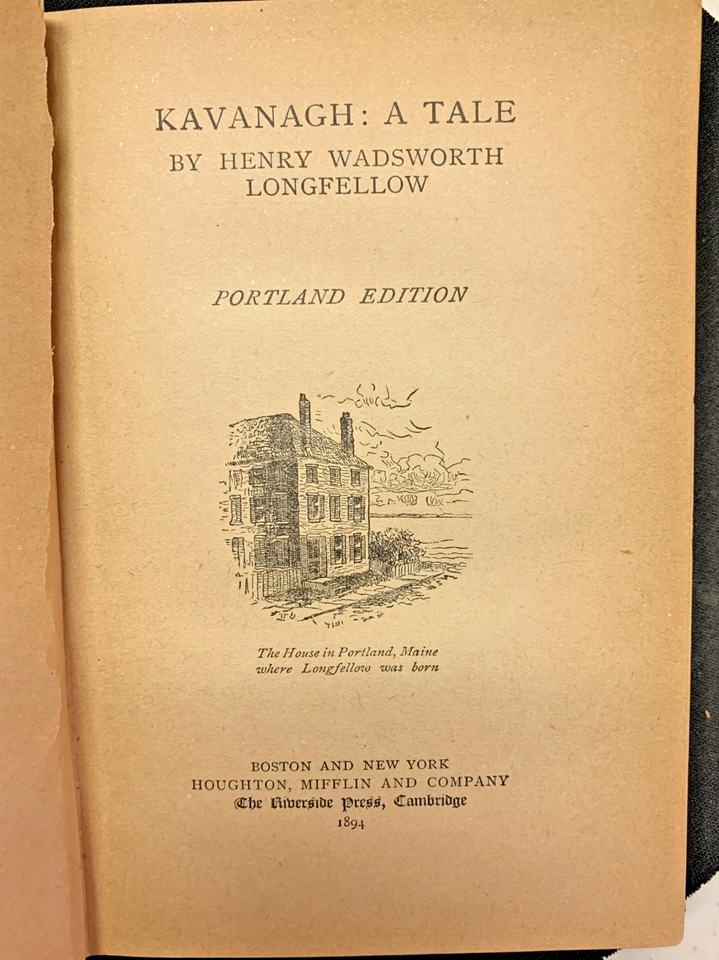 KAVANAGH: A TALE
BY HENRY WADSWORTH
LONGFELLOW
PORTLAND EDITION
The House in Portland, Maine
where Longfellow was born
BOSTON AND NEW YORK
HOUGHTON, MIFFLIN AND COMPANY
The Riverside Press, Cambridge
1894